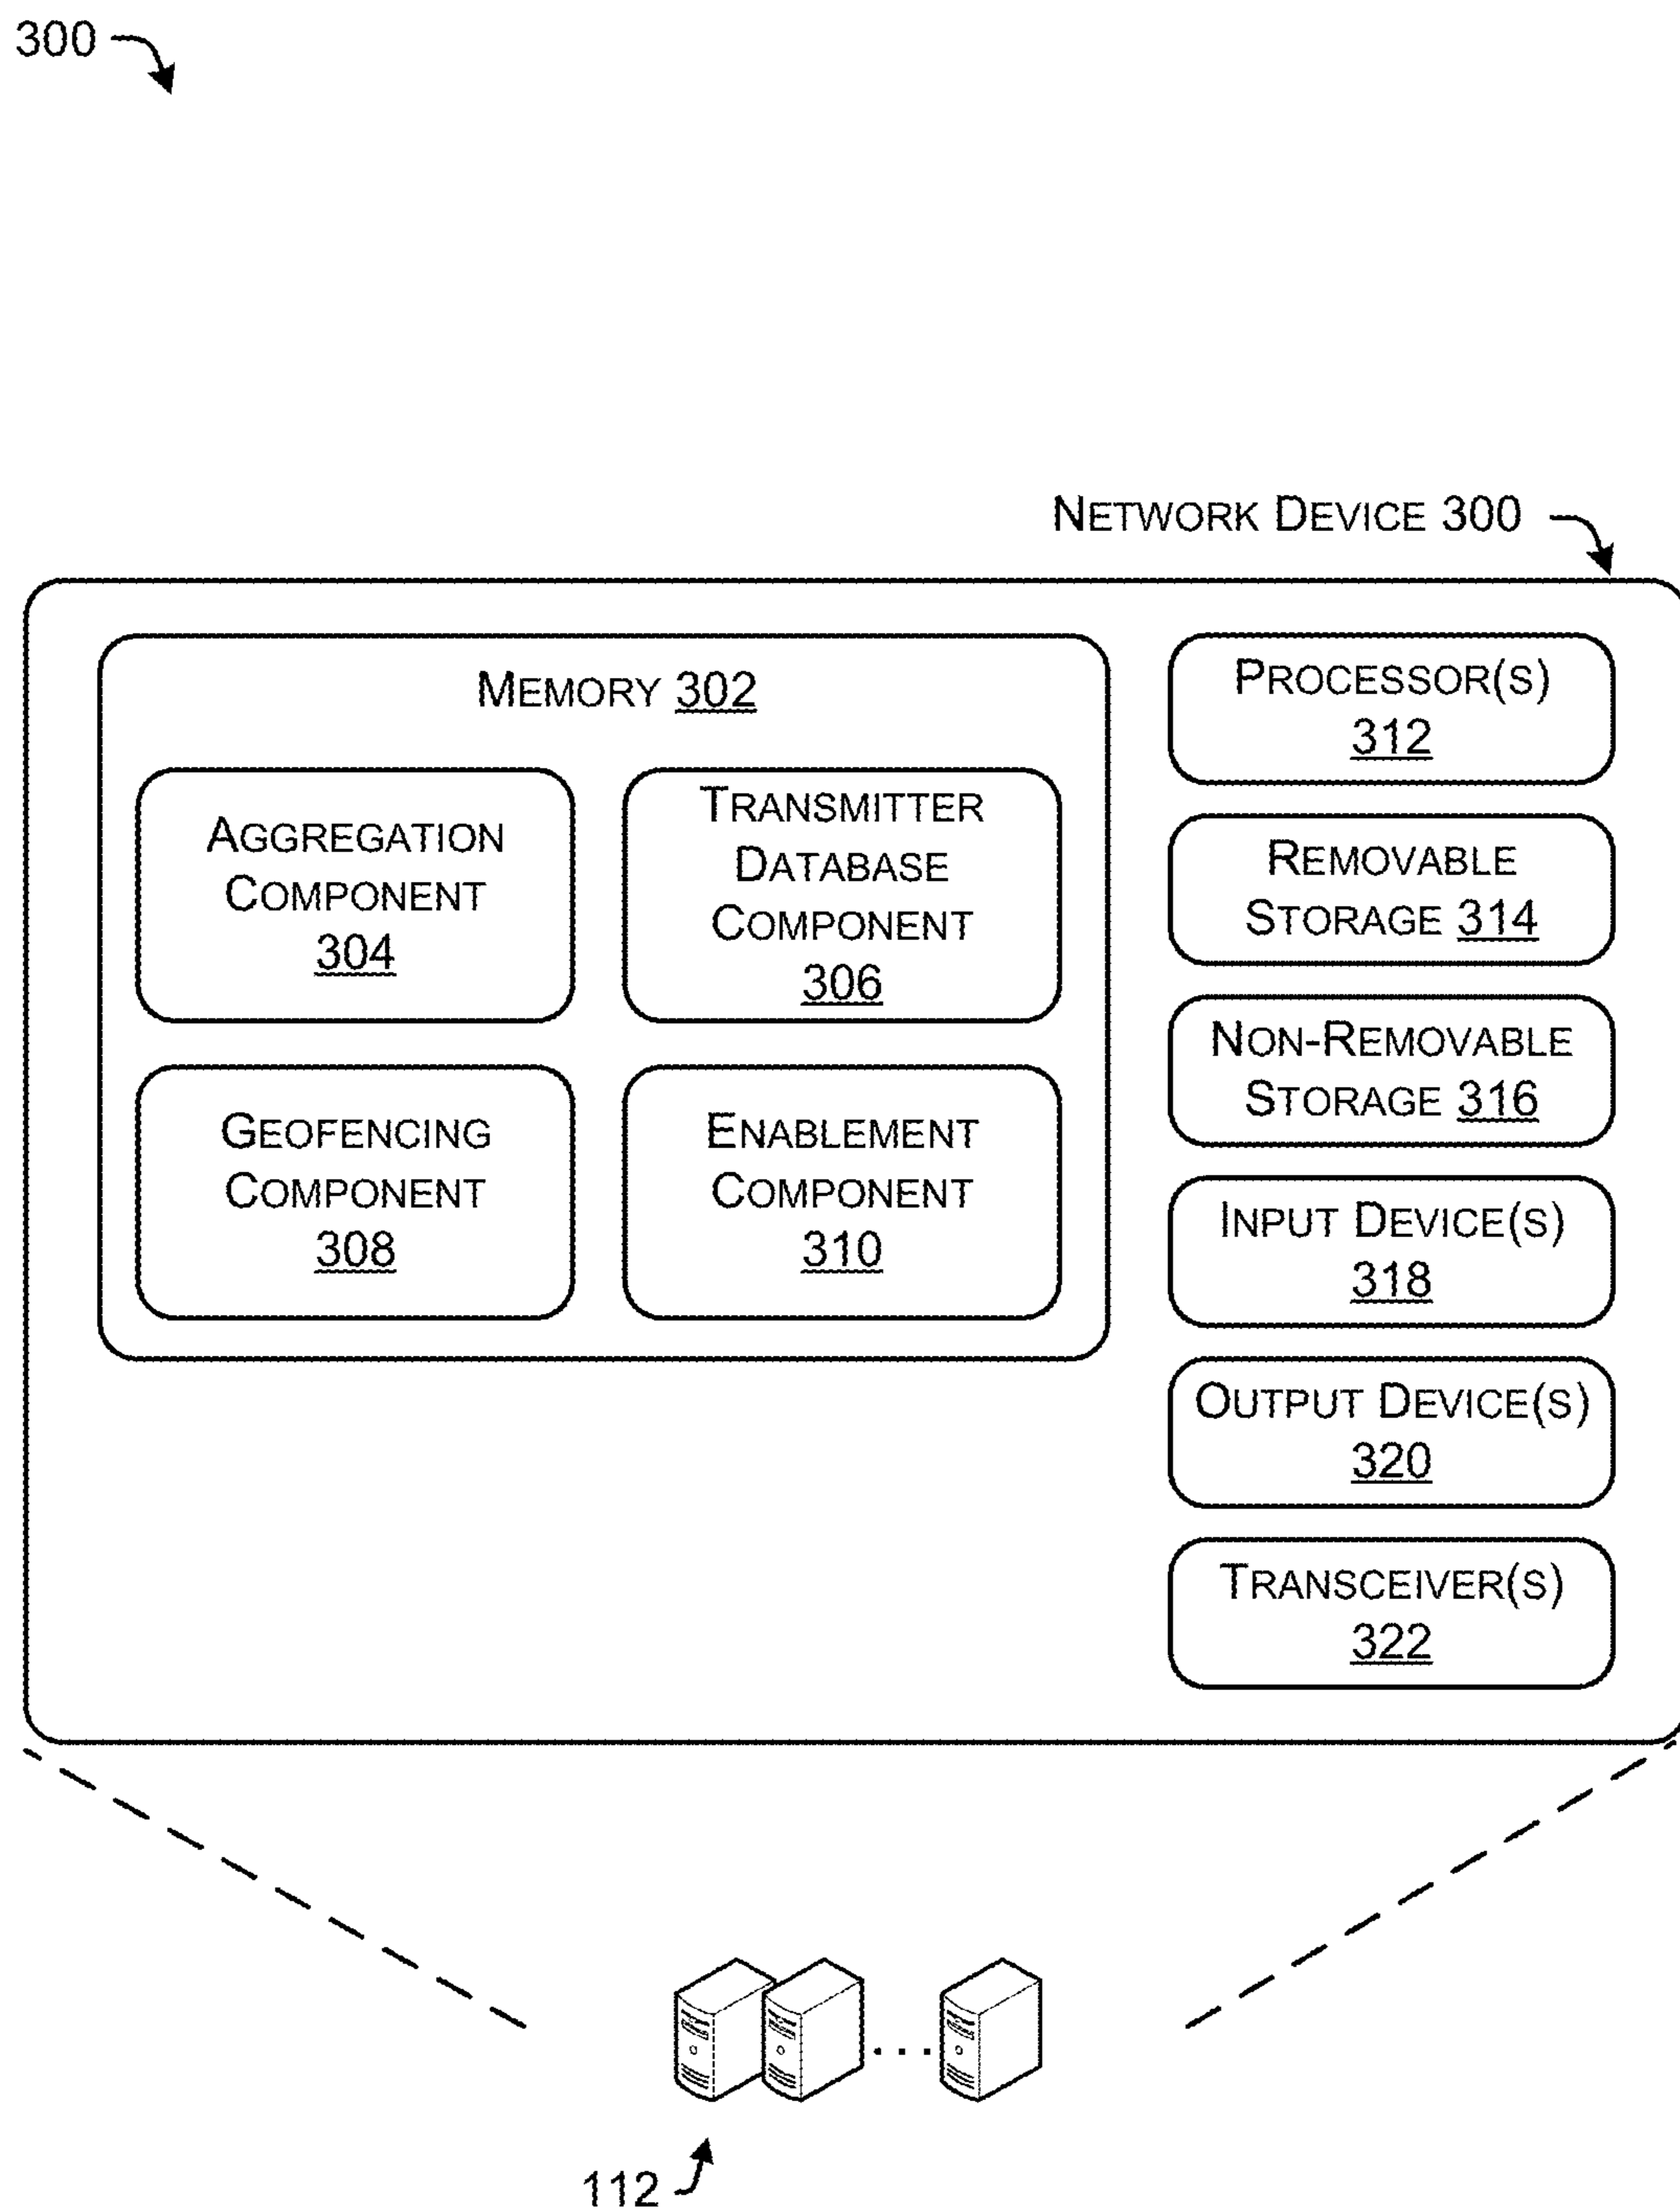 300
NETWORK DEVICE 300
MEMORY 302
AGGREGATION
COMPONENT
304
TRANSMITTER
DATABASE
COMPONENT
306
GEOFENCING
COMPONENT
308
ENABLEMENT
COMPONENT
310
PROCESSOR(S)
312
REMOVABLE
STORAGE 314
NON-REMOVABLE
STORAGE 316
INPUT DEVICE(S)
318
OUTPUT DEVICE(S)
320
TRANSCEIVER(S)
322
...
112